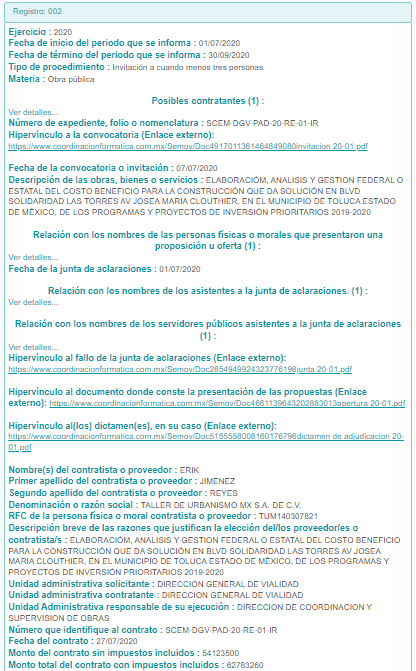 Registro: 002
Ejercicio : 2020
Fecha de inicio del periodo que se informa : 01/07/2020
Fecha de término del periodo que se informa : 30/09/2020
Tipo de procedimiento : Invitación a cuando menos tres personas
Materia : Obra pública
Posibles contratantes (1) :
Ver detalles...
Número de expediente, folio o nomenclatura : SCEM-DGV-PAD-20-RE-01-IR
Hipervínculo a la convocatoria (Enlace externo):
https://www.coordinacionformatica.com.mx/Semov/Doc4917011361464849080invitacion 20-01.pdf
Fecha de la convocatoria o invitación : 07/07/2020
Descripción de las obras, bienes o servicios : ELABORACIÓM, ANALISIS Y GESTION FEDERAL O
ESTATAL DEL COSTO BENEFICIO PARA LA CONSTRUCCIÓN QUE DA SOLUCIÓN EN BLVD
SOLIDARIDAD LAS TORRES AV JOSEA MARIA CLOUTHIER, EN EL MUNICIPIO DE TOLUCA ESTADO
DE MÉXICO, DE LOS PROGRAMAS Y PROYECTOS DE INVERSIÓN PRIORITARIOS 2019-2020
Relación con los nombres de las personas físicas o morales que presentaron una
proposición u oferta (1) :
Ver detalles...
Fecha de la junta de aclaraciones : 01/07/2020
Relación con los nombres de los asistentes a la junta de aclaraciones. (1) :
Ver detalles...
Relación con los nombres de los servidores públicos asistentes a la junta de aclaraciones
(1) :
Ver detalles...
Hipervínculo al fallo de la junta de aclaraciones (Enlace externo):
https://www.coordinacionformatica.com.mx/Semov/Doc2854949924323776196junta 20-01.pdf
Hipervínculo al documento donde conste la presentación de las propuestas (Enlace
externo): https://www.coordinacionformatica.com.mx/Semov/Doc4661139643202883013apertura 20-01.pdf
Hipervínculo al(los) dictamen(es), en su caso (Enlace externo):
https://www.coordinacionformatica.com.mx/Semov/Doc5155558008160176796dictamen de adjudicacion 20-
01.pdf
Nombre(s) del contratista o proveedor : ERIK
Primer apellido del contratista o proveedor : JIMENEZ
Segundo apellido del contratista o proveedor : REYES
Denominación o razón social : TALLER DE URBANISMO MX S.A. DE C.V.
RFC de la persona física o moral contratista o proveedor : TUM140307821
Descripción breve de las razones que justifican la elección del/los proveedor/es o
contratista/s : ELABORACIÓM, ANALISIS Y GESTION FEDERAL O ESTATAL DEL COSTO BENEFICIO
PARA LA CONSTRUCCIÓN QUE DA SOLUCIÓN EN BLVD SOLIDARIDAD LAS TORRES AV JOSEA
MARIA CLOUTHIER, EN EL MUNICIPIO DE TOLUCA ESTADO DE MÉXICO, DE LOS PROGRAMAS Y
PROYECTOS DE INVERSIÓN PRIORITARIOS 2019-2020
Unidad administrativa solicitante : DIRECCION GENERAL DE VIALIDAD
Unidad administrativa contratante : DIRECCION GENERAL DE VIALIDAD
Unidad Administrativa responsable de su ejecución : DIRECCION DE COORDINACION Y
SUPERVISION DE OBRAS
Número que identifique al contrato : SCEM-DGV-PAD-20-RE-01-IR
Fecha del contrato : 27/07/2020
Monto del contrato sin impuestos incluidos : 54123500
Monto total del contrato con impuestos incluidos : 62783260